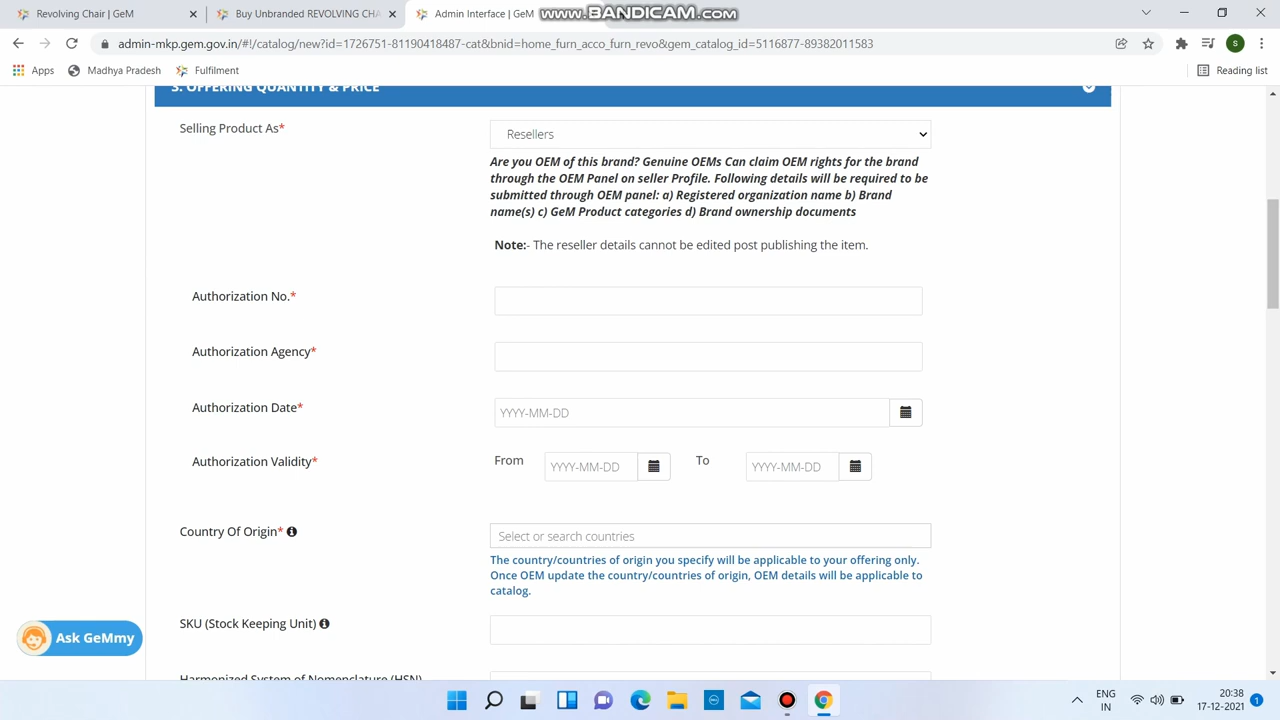 Revolving Chair | GeM
Buy Unbranded REVOLVING CHA
Admin Interface | GeM
www.BANDICAM.com
admin-mkp.gem.gov.in/#!/catalog/new?id=1726751-81190418487-cat&bnid=home_furn_acco_furn_revo&gem_catalog_id=5116877-89382011583
S
Apps
Madhya Pradesh
Fulfilment
Reading list
3. OFFERING QUANTITY & PRICE
Selling Product As*
Resellers
Are you OEM of this brand? Genuine OEMs Can claim OEM rights for the brand
through the OEM Panel on seller Profile. Following details will be required to be
submitted through OEM panel: a) Registered organization name b) Brand
name(s) c) GeM Product categories d) Brand ownership documents
Note:- The reseller details cannot be edited post publishing the item.
Authorization No.*
Authorization Agency*
Authorization Date*
YYYY-MM-DD
Authorization Validity*
From
YYYY-MM-DD
To
YYYY-MM-DD
Country Of Origin*
Select or search countries
The country/countries of origin you specify will be applicable to your offering only.
Once OEM update the country/countries of origin, OEM details will be applicable to
catalog.
SKU (Stock Keeping Unit)
Ask GeMmy
Harmonized System of Nomenclature (HSN)
ENG
IN
20:38
17-12-2021
1